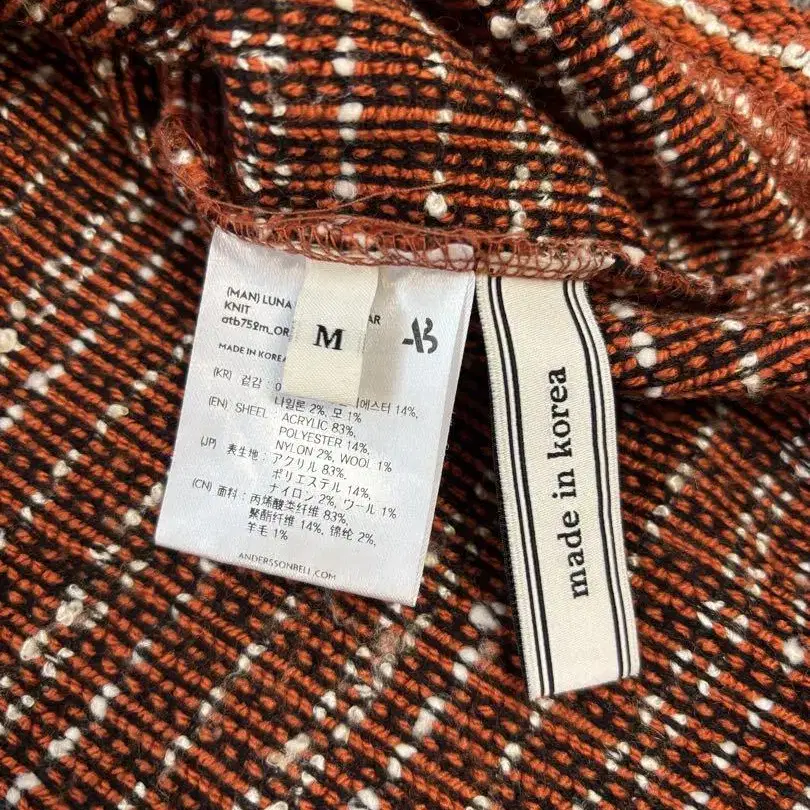 (MAN) LUNA
KNIT
atb752m_OR
MADE IN KOREA
M
(KR) 겉감 :
나일론 2%, 모 1%
14%,
(EN) SHEEL : ACRYLIC 83%,
POLYESTER 14%,
NYLON 2%, WOOL 1%
(JP) 表生地 : アクリル 83%,
ポリエステル 14%,
ナイロン 2%, ウール 1%
(CN) 面料 : 丙烯酸类纤维 83%,
聚酯纤维 14%, 锦纶 2%,
羊毛 1%
ANDERSSONBELL.COM
made in korea